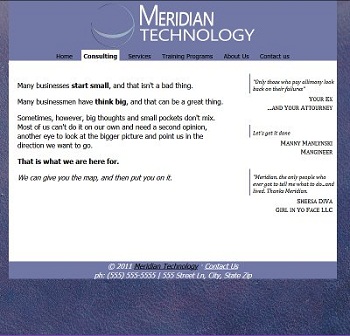 MERIDIAN
TECHNOLOGY
Home Consulting Services Training Programs About Us Contact us
Many businesses start small, and that isn't a bad thing.
Many businessmen have think big, and that can be a great thing.
Sometimes, however, big thoughts and small pockets don't mix.
Most of us can't do it on our own and need a second opinion,
another eye to look at the bigger picture and point us in the
direction we want to go.
That is what we are here for.
We can give you the map, and then put you on it.
"Only those who pay allimony look
back on their failures"
YOUR EX
...AND YOUR ATTOURNEY
Let's get it done
MANNY MANLYNSKI
MANGINEER
"Meridian, the only people who
ever got to tell me what to do...and
lived. Thanks Meridian.
SHEESA DIVA
GIRL IN YO FACE LLC
© 2011 Meridian Technology · Contact Us
ph: (555) 555-5555 | 555 Street Ln, City, State Zip